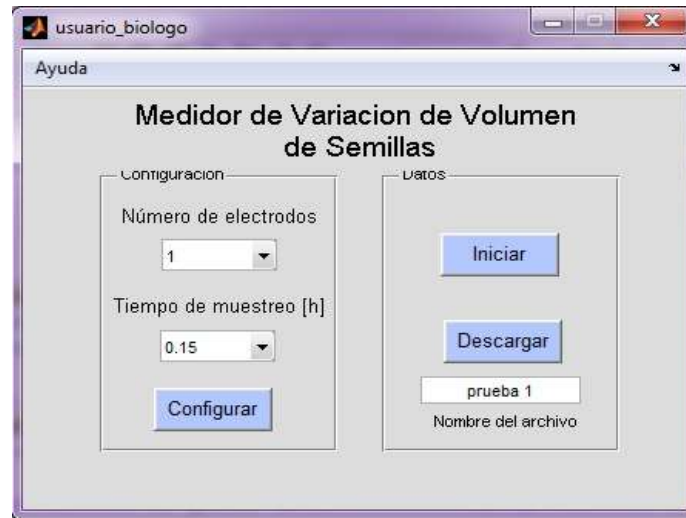 usuario_biologo
Ayuda
Medidor de Variacion de Volumen
de Semillas
Configuración
Número de electrodos
1
Tiempo de muestreo [h]
0.15
Configurar
Datos
Iniciar
Descargar
prueba 1
Nombre del archivo